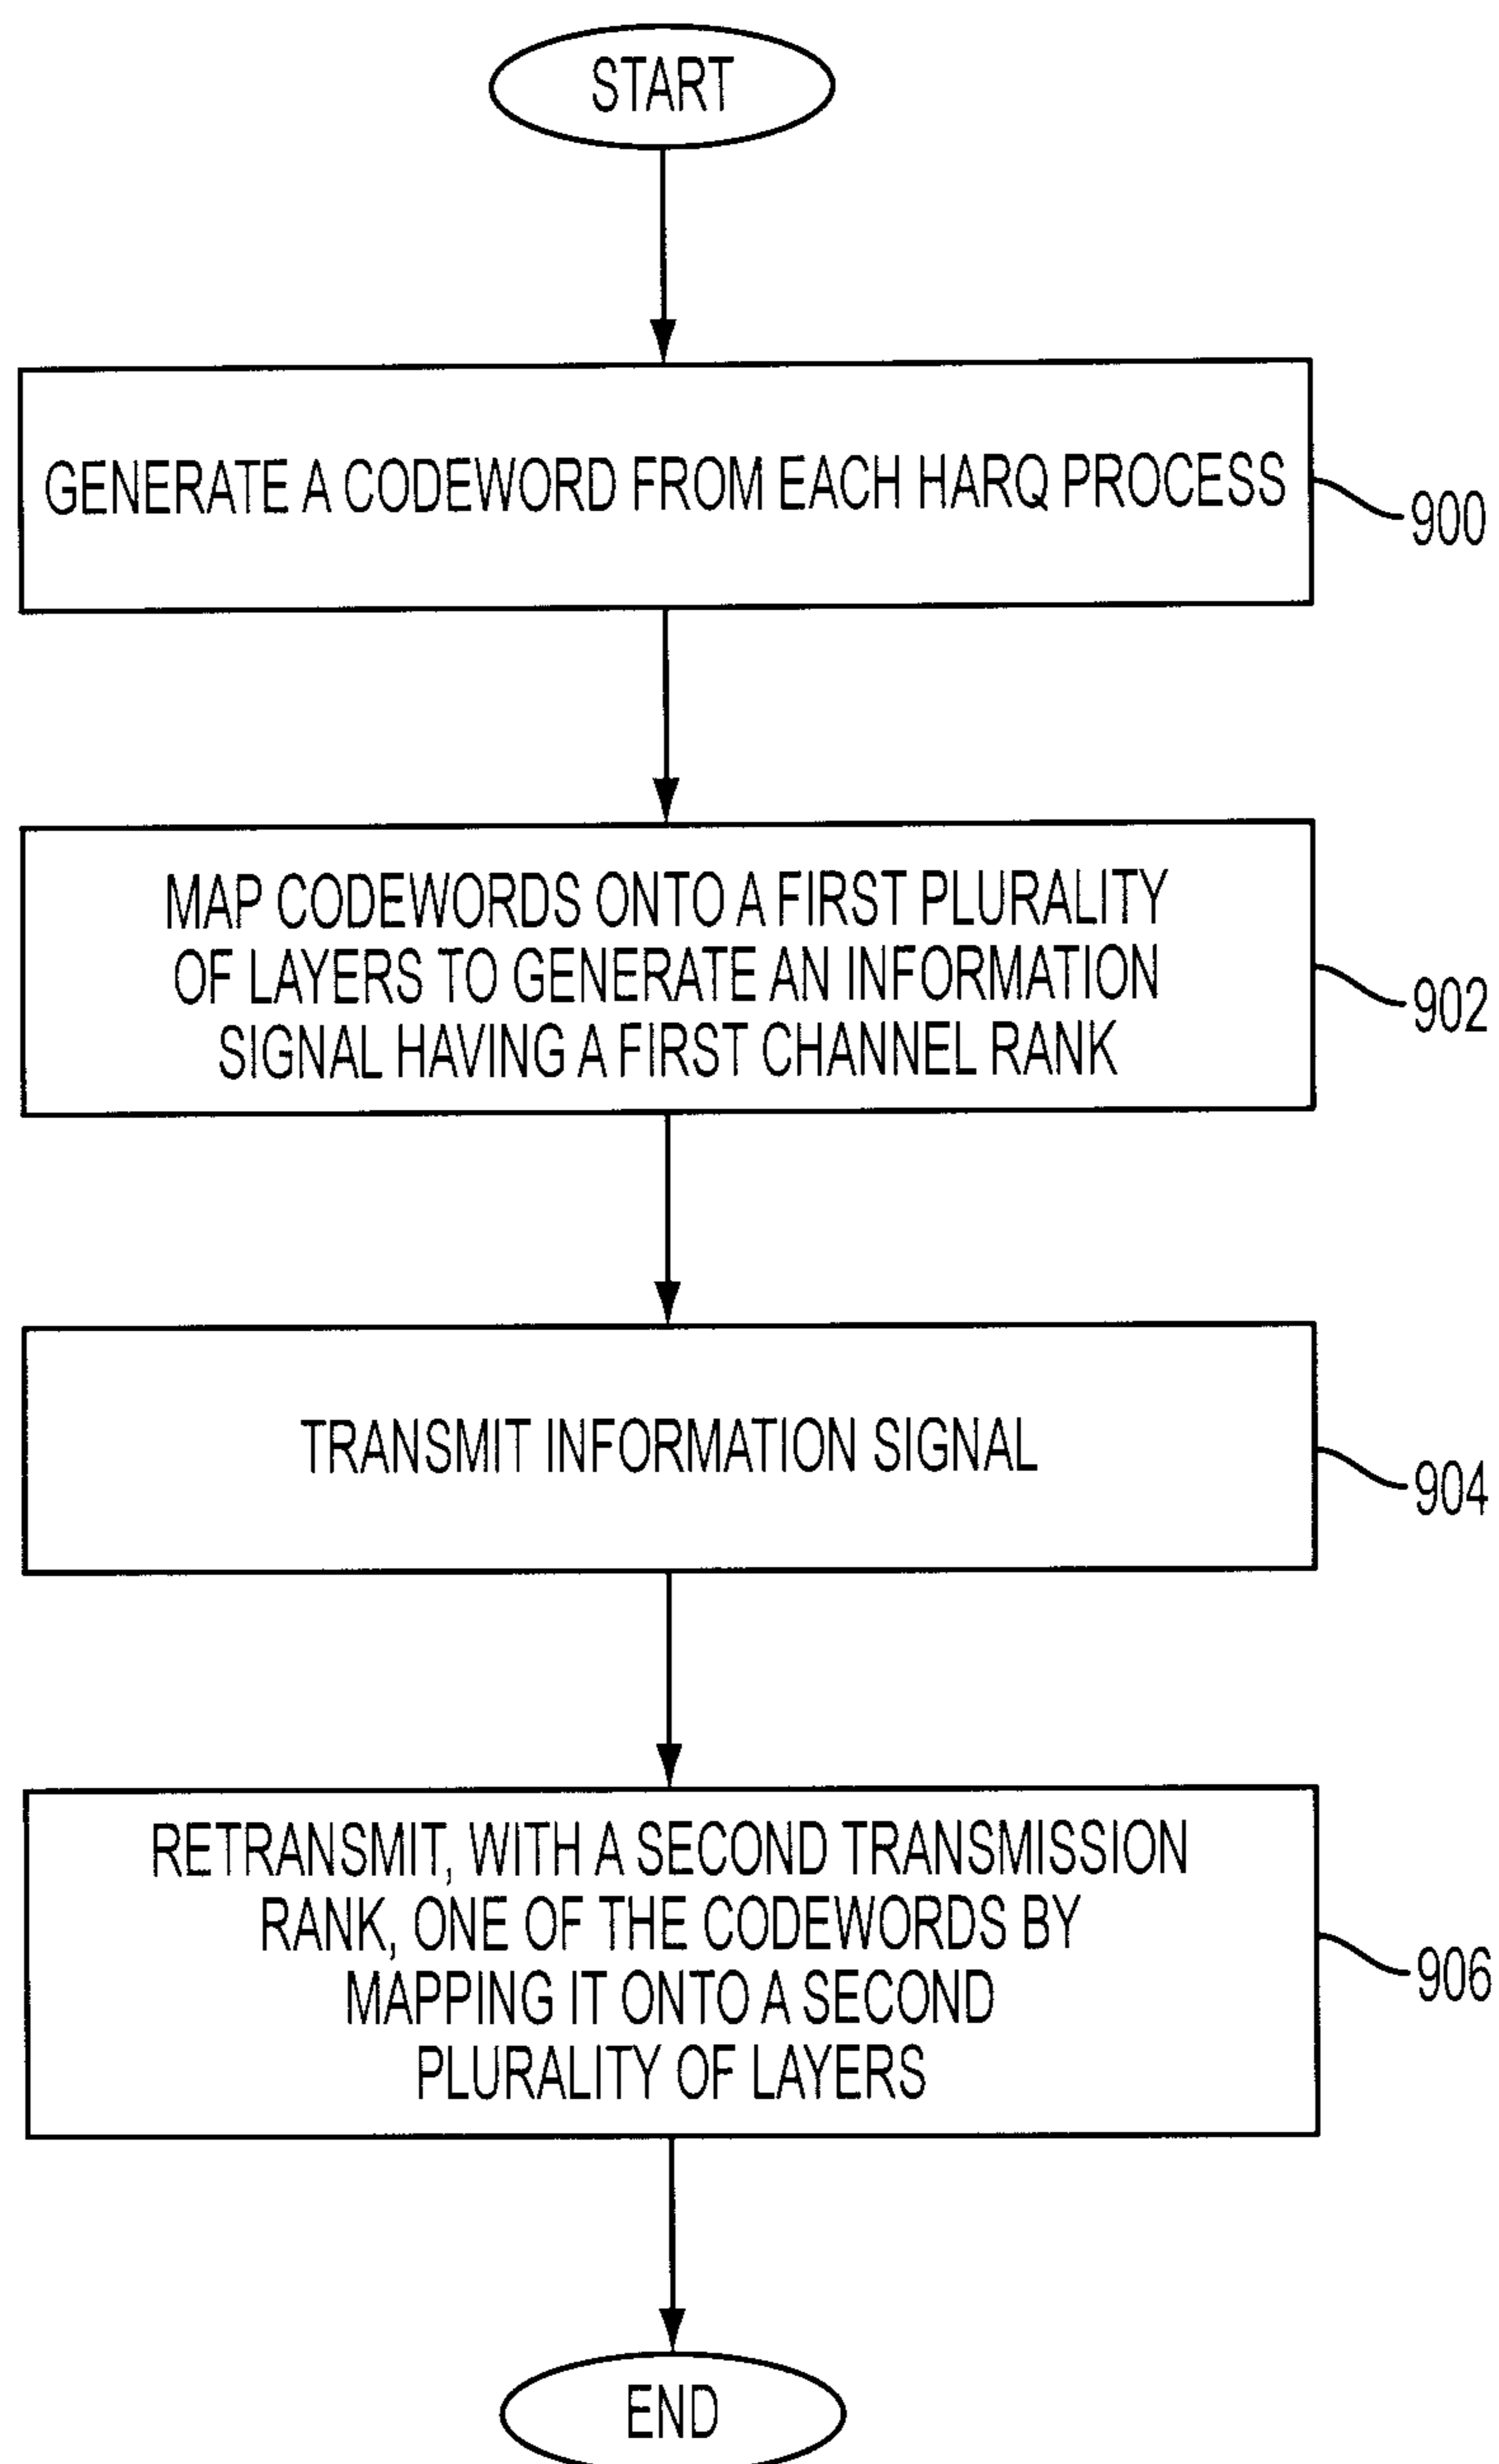 START
GENERATE A CODEWORD FROM EACH HARQ PROCESS
900
MAP CODEWORDS ONTO A FIRST PLURALITY
OF LAYERS TO GENERATE AN INFORMATION
SIGNAL HAVING A FIRST CHANNEL RANK
902
TRANSMIT INFORMATION SIGNAL
904
RETRANSMIT, WITH A SECOND TRANSMISSION
RANK, ONE OF THE CODEWORDS BY
MAPPING IT ONTO A SECOND
PLURALITY OF LAYERS
906
END